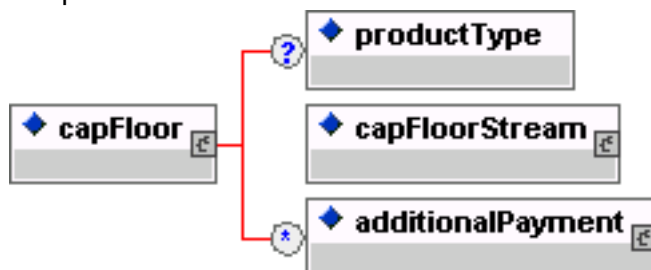 productType
?
capFloor
capFloorStream
additionalPayment
*